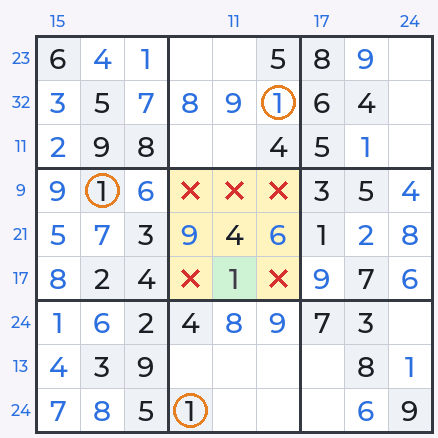 15 11 17 24
23 6 4 1 5 8 9
32 3 5 7 8 9 1 6 4
11 2 9 8 4 5 1
9 9 1 6 3 5 4
21 5 7 3 9 4 6 1 2 8
17 8 2 4 1 9 7 6
24 1 6 2 4 8 9 7 3
13 4 3 9 8 1
24 7 8 5 1 6 9